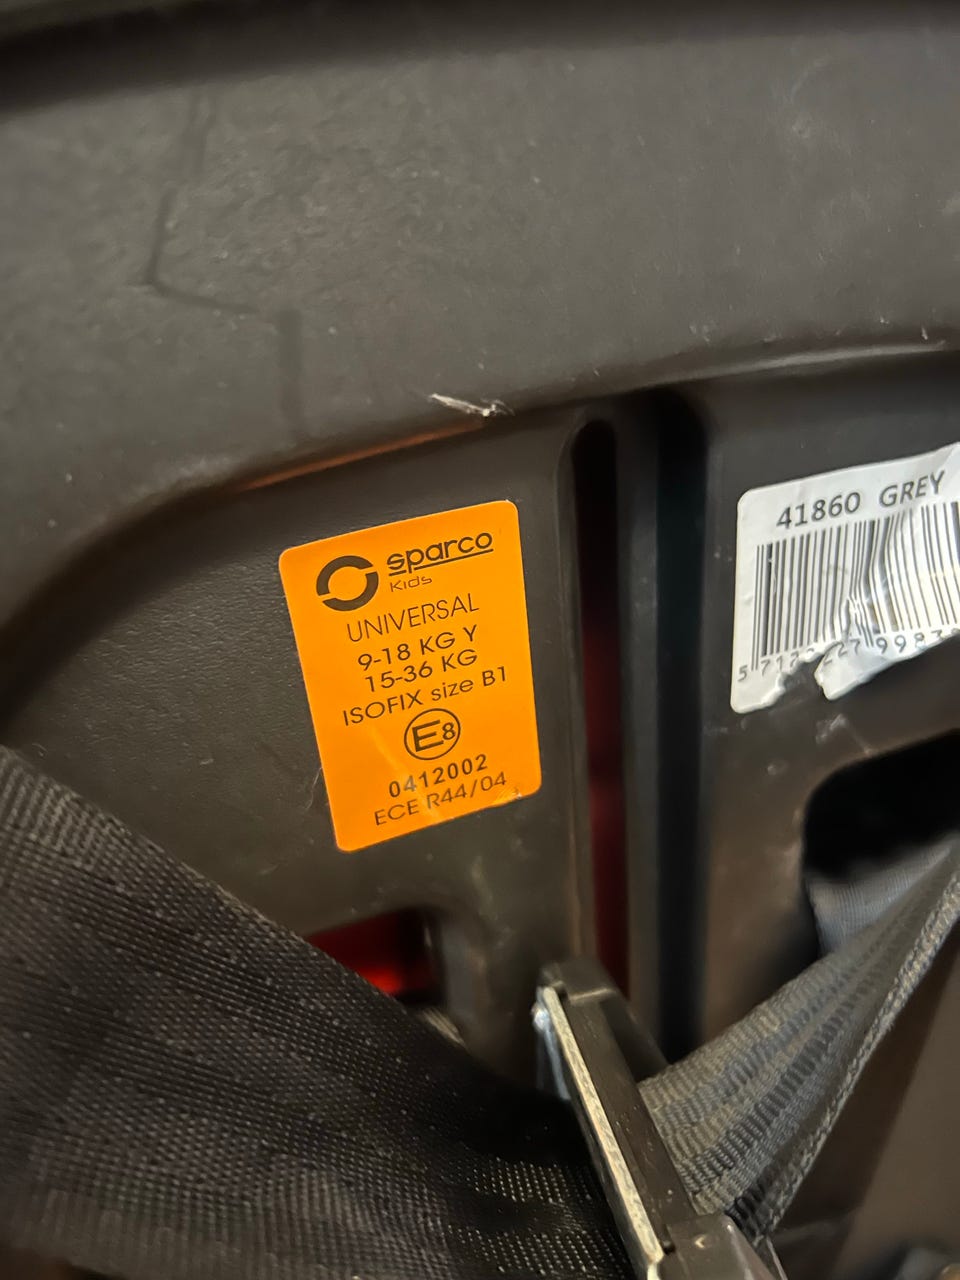 sparco
Kids
UNIVERSAL
9-18 KG Y
15-36 KG
ISOFIX size B1
E8
0412002
ECE R44/04
41860 GREY